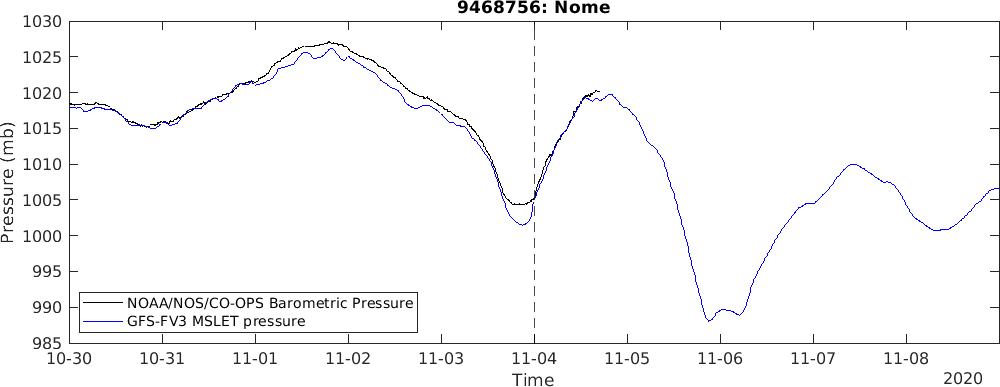 9468756: Nome
1030
1025
1020
1015
1010
1005
1000
995
990
985
Pressure (mb)
NOAA/NOS/CO-OPS Barometric Pressure
GFS-FV3 MSLET pressure
10-30 10-31 11-01 11-02 11-03 11-04 11-05 11-06 11-07 11-08
Time
2020